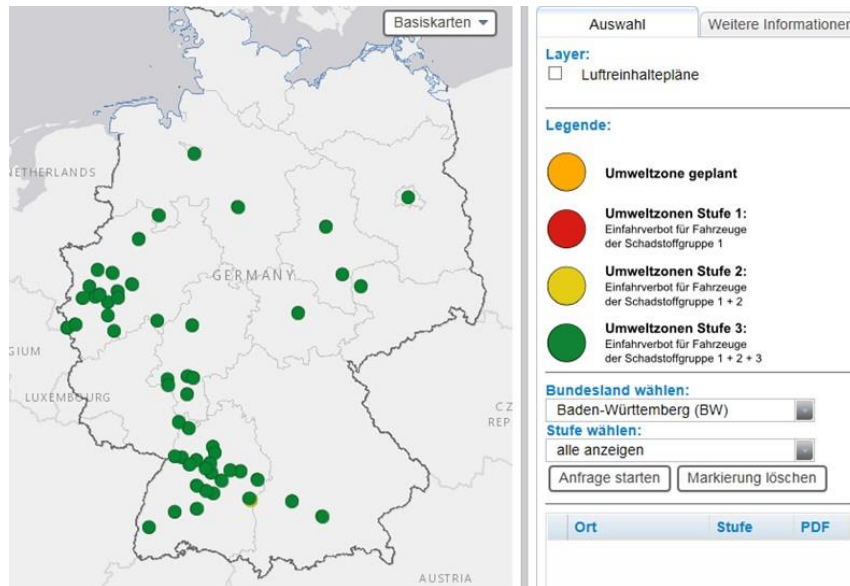 Basiskarten
NETHERLANDS
GERMANY
GIUM
LUXEMBOURG
CZ
REP
AUSTRIA
Auswahl
Weitere Informationen
Layer:
Luftreinhaltepläne
Legende:
Umweltzone geplant
Umweltzonen Stufe 1:
Einfahrverbot für Fahrzeuge
der Schadstoffgruppe 1
Umweltzonen Stufe 2:
Einfahrverbot für Fahrzeuge
der Schadstoffgruppe 1 + 2
Umweltzonen Stufe 3:
Einfahrverbot für Fahrzeuge
der Schadstoffgruppe 1 + 2 + 3
Bundesland wählen:
Baden-Württemberg (BW)
Stufe wählen:
alle anzeigen
Anfrage starten
Markierung löschen
Ort Stufe PDF